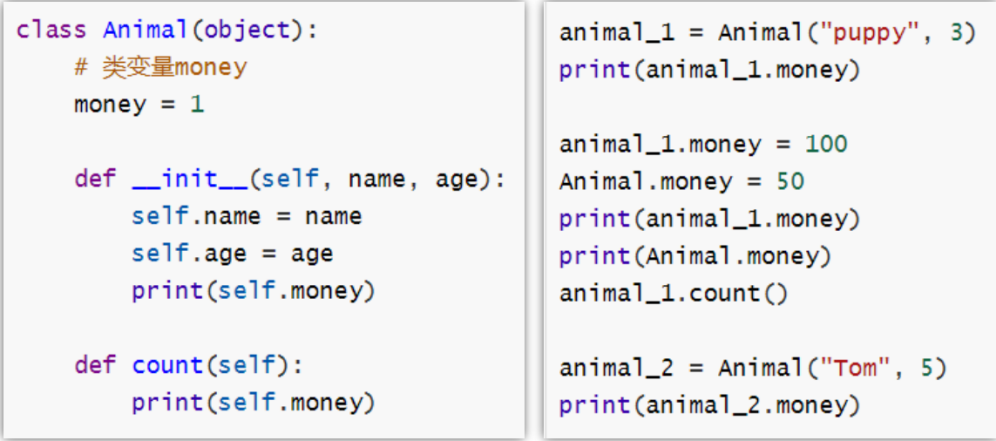 class Animal(object):
    # 类变量money
    money = 1
    def __init__(self, name, age):
        self.name = name
        self.age = age
        print(self.money)
    def count(self):
        print(self.money)
animal_1 = Animal("puppy", 3)
print(animal_1.money)
animal_1.money = 100
Animal.money = 50
print(animal_1.money)
print(Animal.money)
animal_1.count()
animal_2 = Animal("Tom", 5)
print(animal_2.money)